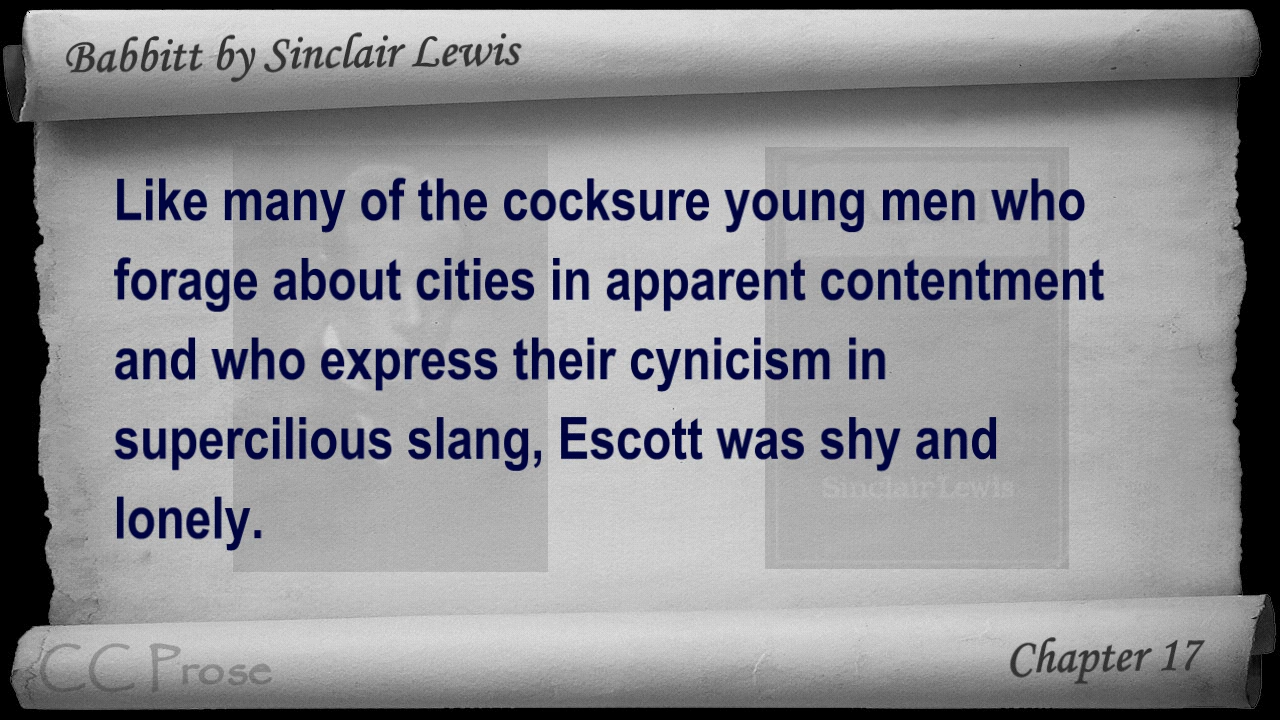 Babbitt by Sinclair Lewis
Like many of the cocksure young men who
forage about cities in apparent contentment
and who express their cynicism in
supercilious slang, Escott was shy and
lonely.
Sinclair Lewis
CC Prose
Chapter 17